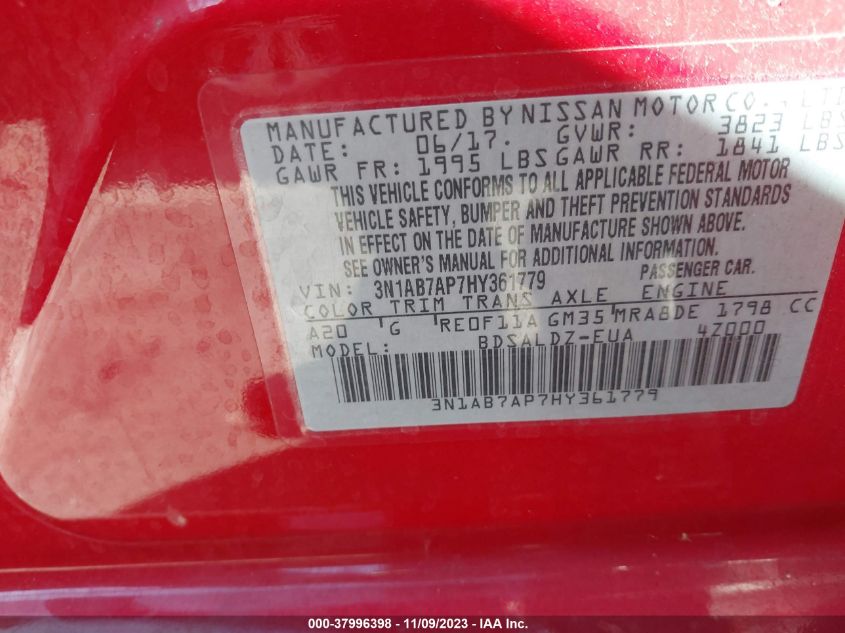 MANUFACTURED BY NISSAN MOTOR CO., LTD
DATE: 06/17. GVWR: 3823 LBS
GAWR FR: 1995 LBS GAWR RR: 1841 LBS
THIS VEHICLE CONFORMS TO ALL APPLICABLE FEDERAL MOTOR
VEHICLE SAFETY, BUMPER AND THEFT PREVENTION STANDARDS
IN EFFECT ON THE DATE OF MANUFACTURE SHOWN ABOVE.
SEE OWNER'S MANUAL FOR ADDITIONAL INFORMATION.
VIN: 3N1AB7AP7HY361779 PASSENGER CAR.
COLOR TRIM TRANS AXLE ENGINE
A20 G RE0F11A GM35 MRA8DE 1798 CC
MODEL: BDSALDZ-EUA 4Z000
3N1AB7AP7HY361779
000-37996398 - 11/09/2023 - IAA Inc.